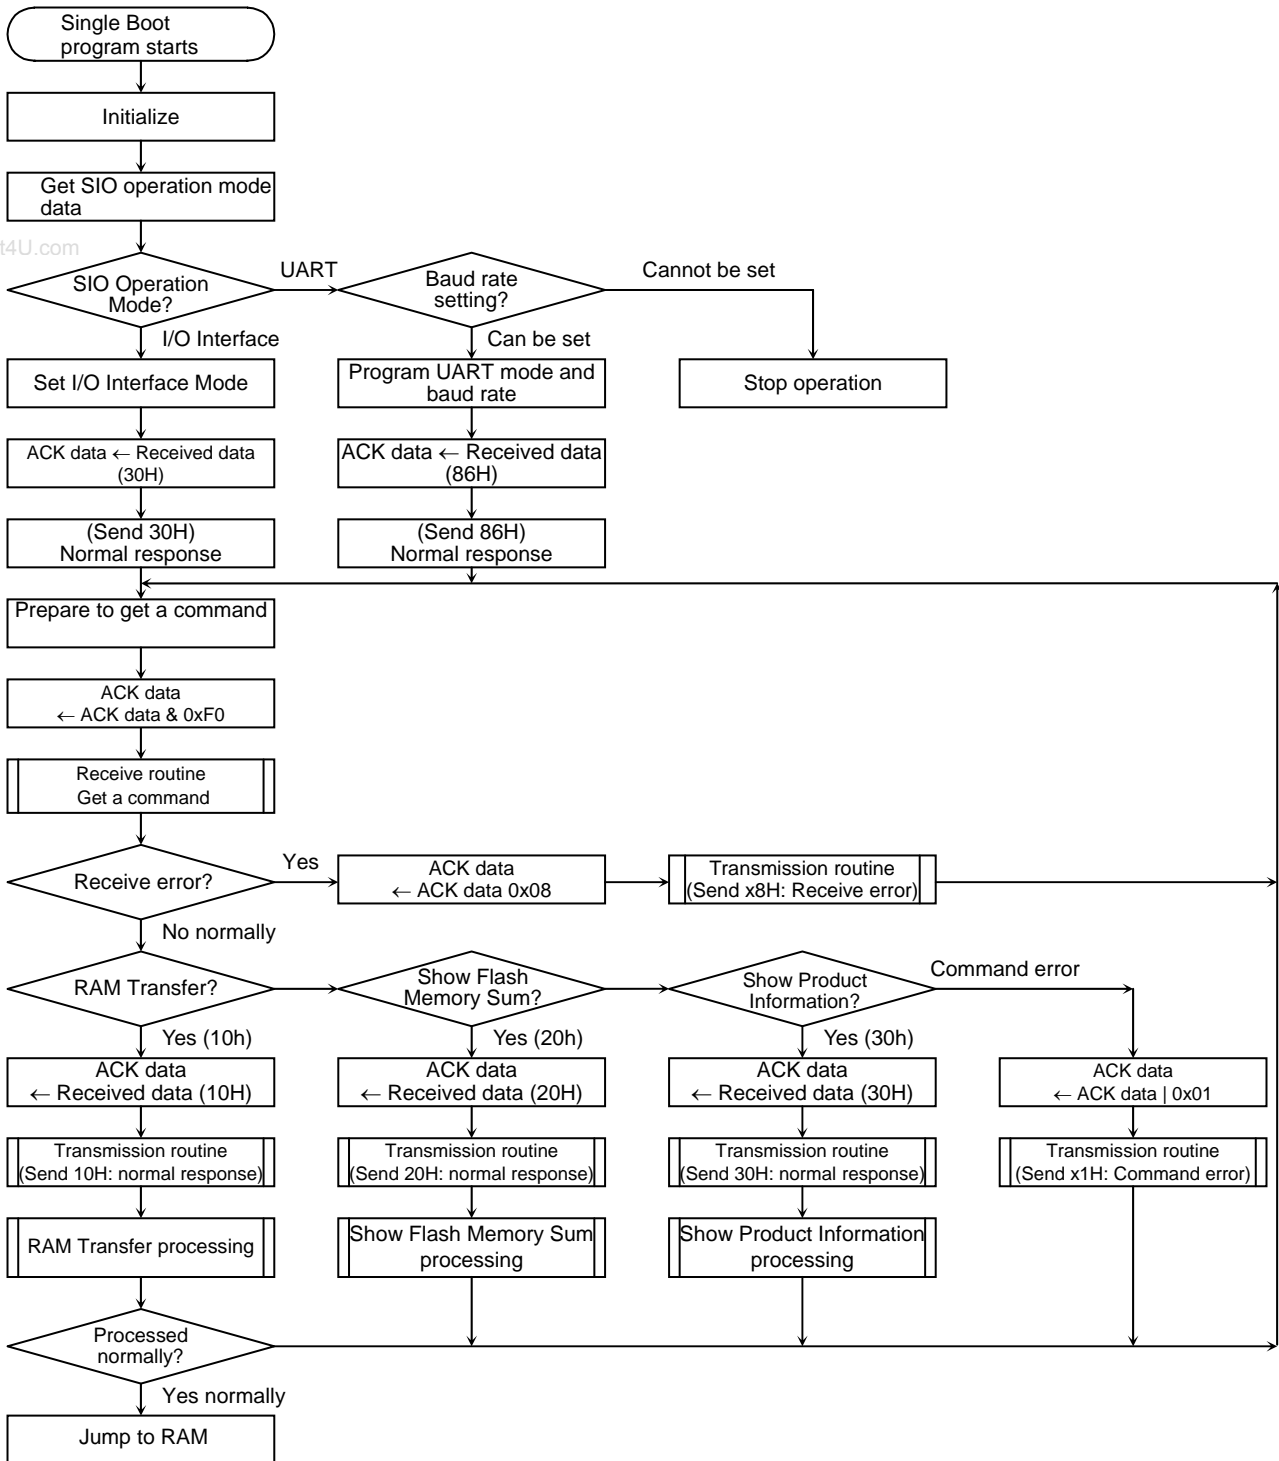 Single Boot
program starts
Initialize
Get SIO operation mode
data
t4U.com
SIO Operation
Mode?
UART
Baud rate
setting?
Cannot be set
I/O Interface
Can be set
Set I/O Interface Mode
Program UART mode and
baud rate
Stop operation
ACK data ← Received data
(30H)
ACK data ← Received data
(86H)
(Send 30H)
Normal response
(Send 86H)
Normal response
Prepare to get a command
ACK data
← ACK data & 0xF0
Receive routine
Get a command
Receive error?
Yes
ACK data
← ACK data 0x08
Transmission routine
(Send x8H: Receive error)
No normally
RAM Transfer?
Show Flash
Memory Sum?
Show Product
Information?
Command error
Yes (10h)
Yes (20h)
Yes (30h)
ACK data
← Received data (10H)
ACK data
← Received data (20H)
ACK data
← Received data (30H)
ACK data
← ACK data | 0x01
Transmission routine
(Send 10H: normal response)
Transmission routine
(Send 20H: normal response)
Transmission routine
(Send 30H: normal response)
Transmission routine
(Send x1H: Command error)
RAM Transfer processing
Show Flash Memory Sum
processing
Show Product Information
processing
Processed
normally?
Yes normally
Jump to RAM